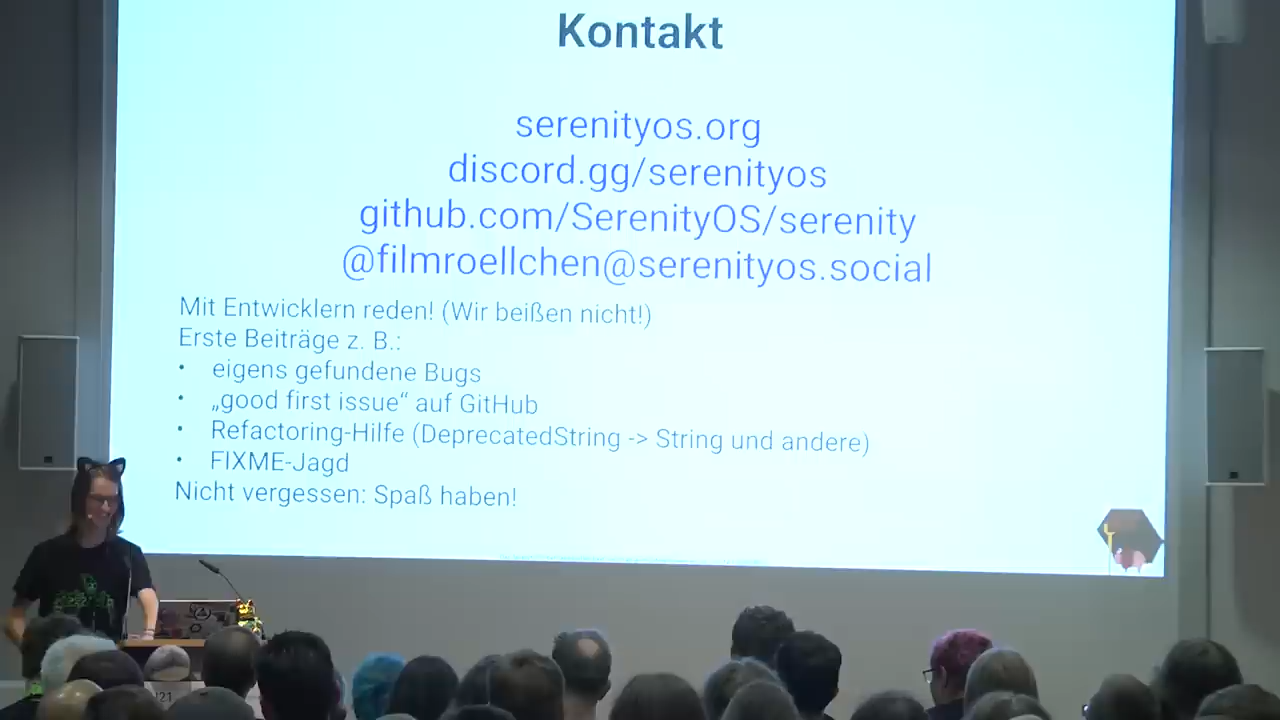 Kontakt
serenityos.org
discord.gg/serenityos
github.com/SerenityOS/serenity
@filmroellchen@serenityos.social
Mit Entwicklern reden! (Wir beißen nicht!)
Erste Beiträge z. B.:
• eigens gefundene Bugs
• „good first issue“ auf GitHub
• Refactoring-Hilfe (DeprecatedString -> String und andere)
• FIXME-Jagd
Nicht vergessen: Spaß haben!